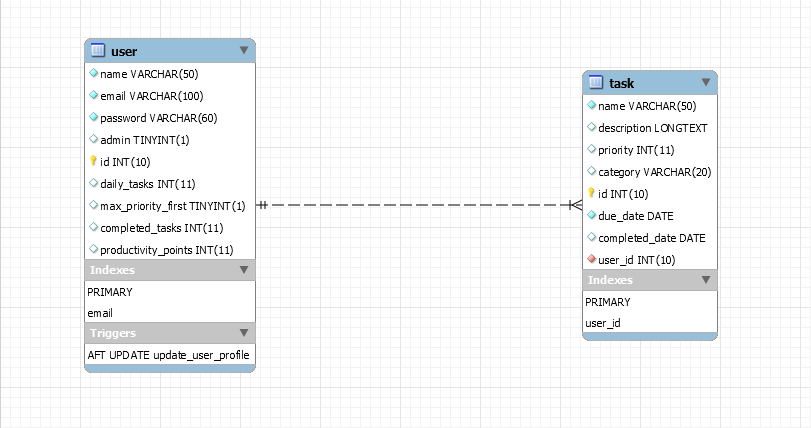 user
name VARCHAR(50)
email VARCHAR(100)
password VARCHAR(60)
admin TINYINT(1)
id INT(10)
daily_tasks INT(11)
max_priority_first TINYINT(1)
completed_tasks INT(11)
productivity_points INT(11)
Indexes
PRIMARY
email
Triggers
AFT UPDATE update_user_profile
task
name VARCHAR(50)
description LONGTEXT
priority INT(11)
category VARCHAR(20)
id INT(10)
due_date DATE
completed_date DATE
user_id INT(10)
Indexes
PRIMARY
user_id